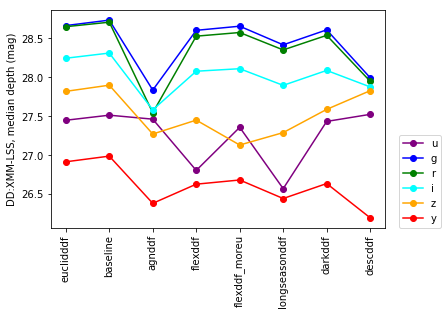 DD:XMM-LSS, median depth (mag)
28.5
28.0
27.5
27.0
26.5
euclidddf
baseline
agnddf
flexddf
flexddf_moreu
longseasonddf
darkddf
descddf
u
g
r
i
z
y